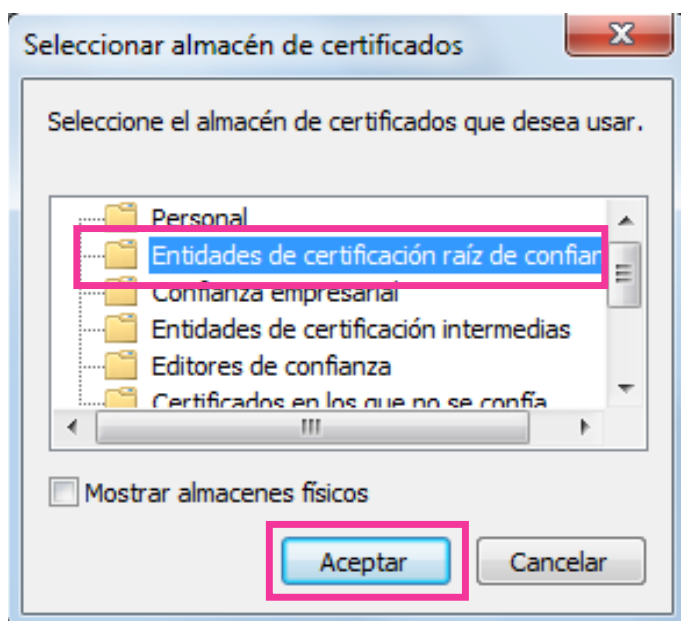 Seleccionar almacén de certificados
Seleccione el almacén de certificados que desea usar.
Personal
Entidades de certificación raíz de confiar
Confianza empresarial
Entidades de certificación intermedias
Editores de confianza
Certificados en los que no se confía
Mostrar almacenes físicos
Aceptar
Cancelar